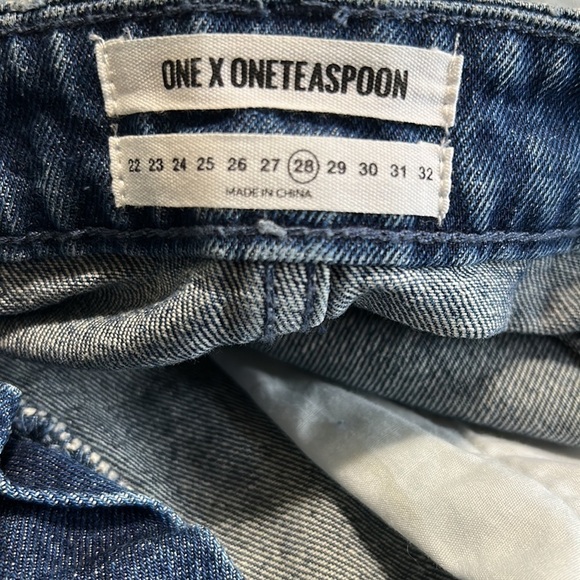 ONE X ONETEASPOON
22 23 24 25 26 27 28 29 30 31 32
MADE IN CHINA